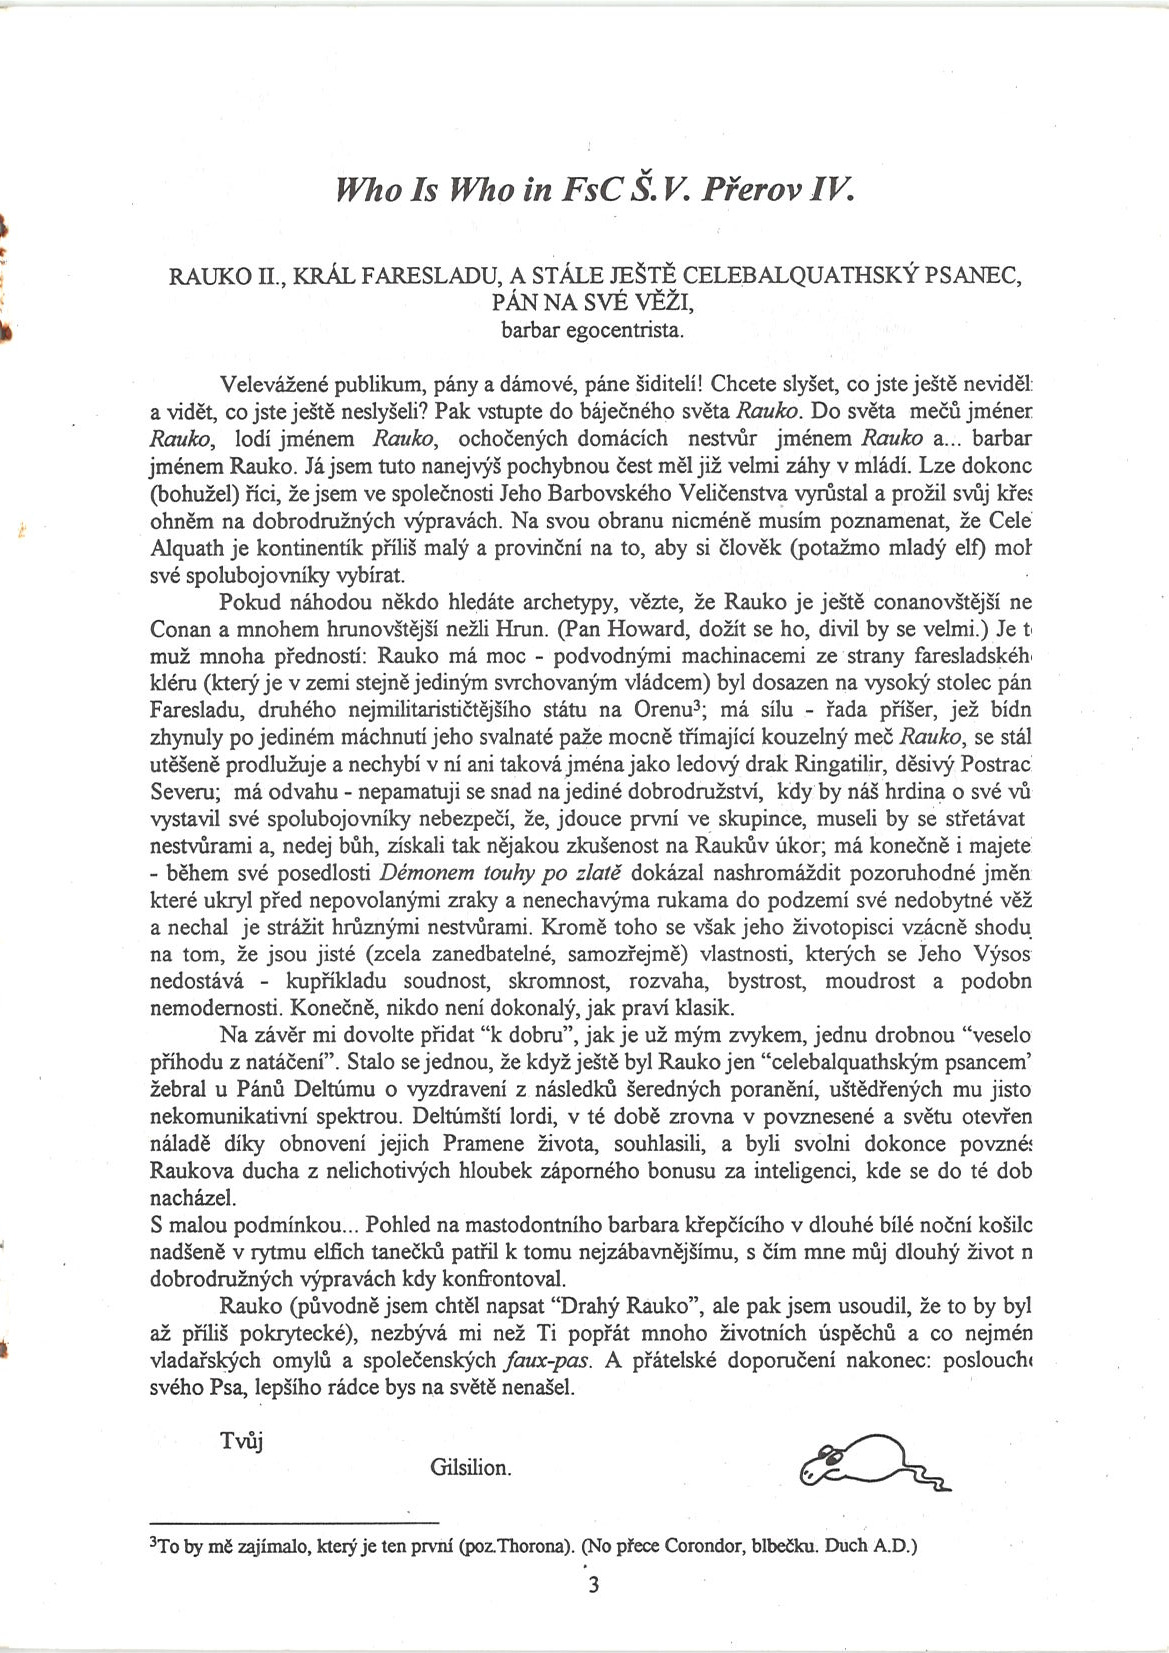 Who Is Who in FsC Š.V. Přerov IV.
RAUKO II., KRÁL FARESLADU, A STÁLE JEŠTĚ CELEBALQUATHSKÝ PSANEC,
PÁN NA SVÉ VĚŽI,
barbar egocentrista.
Velevážené publikum, pány a dámové, páne šiditelí! Chcete slyšet, co jste ještě neviděl
a vidět, co jste ještě neslyšeli? Pak vstupte do báječného světa Rauko. Do světa mečů jménem
Rauko, lodí jménem Rauko, ochočených domácích nestvůr jménem Rauko a... barbar
jménem Rauko. Já jsem tuto nanejvýš pochybnou čest měl již velmi záhy v mládí. Lze dokonc
(bohužel) říci, že jsem ve společnosti Jeho Barbovského Veličenstva vyrůstal a prožil svůj křes
ohněm na dobrodružných výpravách. Na svou obranu nicméně musím poznamenat, že Cele
Alquath je kontinentík příliš malý a provinční na to, aby si člověk (potažmo mladý elf) moh
své spolubojovníky vybírat.
Pokud náhodou někdo hledáte archetypy, vězte, že Rauko je ještě conanovštější ne
Conan a mnohem hrunovštější nežli Hrun. (Pan Howard, dožít se ho, divil by se velmi.) Je t
muž mnoha předností: Rauko má moc - podvodnými machinacemi ze strany faresladskéh
kléru (který je v zemi stejně jediným svrchovaným vládcem) byl dosazen na vysoký stolec pán
Faresladu, druhého nejmilitarističtějšího státu na Orenu³; má sílu - řada příšer, jež bídn
zhynuly po jediném máchnutí jeho svalnaté paže mocně třímající kouzelný meč Rauko, se stál
utěšeně prodlužuje a nechybí v ní ani taková jména jako ledový drak Ringatilir, děsivý Postrac
Severu; má odvahu - nepamatuji se snad na jediné dobrodružství, kdy by náš hrdina o své vů
vystavil své spolubojovníky nebezpečí, že, jdouce první ve skupince, museli by se střetávat
nestvůrami a, nedej bůh, získali tak nějakou zkušenost na Raukův úkor; má konečně i majete
- během své posedlosti Démonem touhy po zlatě dokázal nashromáždit pozoruhodné jměn
které ukryl před nepovolanými zraky a nenechavýma rukama do podzemí své nedobytné věž
a nechal je strážit hrůznými nestvůrami. Kromě toho se však jeho životopisci vzácně shodu
na tom, že jsou jisté (zcela zanedbatelné, samozřejmě) vlastnosti, kterých se Jeho Výsos
nedostává - kupříkladu soudnost, skromnost, rozvaha, bystrost, moudrost a podobn
nemodernosti. Konečně, nikdo není dokonalý, jak praví klasik.
Na závěr mi dovolte přidat “k dobru”, jak je už mým zvykem, jednu drobnou “veselo
příhodu z natáčení”. Stalo se jednou, že když ještě byl Rauko jen “celebalquathským psancem”
žebral u Pánů Deltúmu o vyzdravení z následků šeredných poranění, uštědřených mu jisto
nekomunikativní spektrou. Deltúmští lordi, v té době zrovna v povznesené a světu otevřen
náladě díky obnovení jejich Pramene života, souhlasili, a byli svolni dokonce povznés
Raukova ducha z nelichotivých hloubek záporného bonusu za inteligenci, kde se do té dob
nacházel.
S malou podmínkou... Pohled na mastodontního barbara křepčícího v dlouhé bílé noční košilc
nadšeně v rytmu elfích tanečků patřil k tomu nejzábavnějšímu, s čím mne můj dlouhý život n
dobrodružných výpravách kdy konfrontoval.
Rauko (původně jsem chtěl napsat “Drahý Rauko”, ale pak jsem usoudil, že to by byl
až příliš pokrytecké), nezbývá mi než Ti popřát mnoho životních úspěchů a co nejmén
vladařských omylů a společenských faux-pas. A přátelské doporučení nakonec: poslouche
svého Psa, lepšího rádce bys na světě nenašel.
Tvůj
Gilsilion.
³To by mě zajímalo, který je ten první (poz.Thorona). (No přece Corondor, blbečku. Duch A.D.)
3